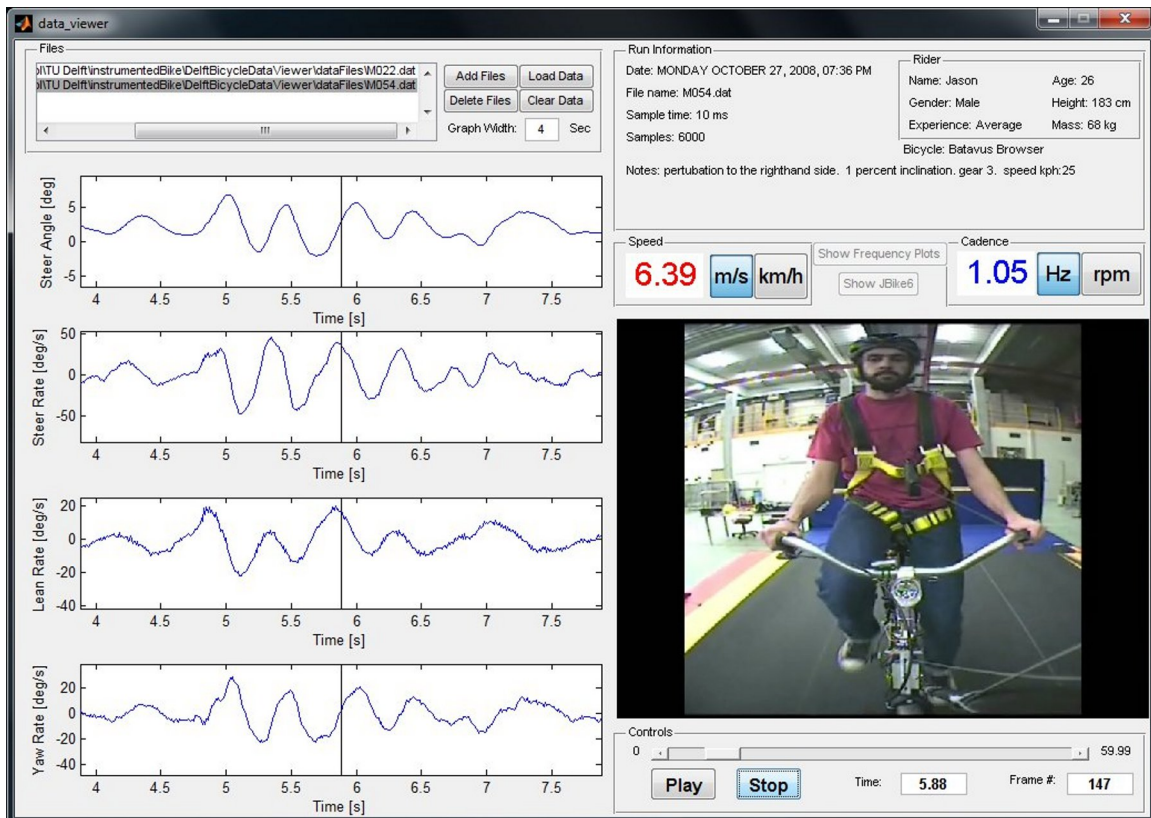 data_viewer
Files
ol\TU Delft\instrumentedBike\DelftBicycleDataViewer\dataFiles\M022.dat
ol\TU Delft\instrumentedBike\DelftBicycleDataViewer\dataFiles\M054.dat
Add Files Load Data
Delete Files Clear Data
Graph Width: 4 Sec
Run Information
Date: MONDAY OCTOBER 27, 2008, 07:36 PM
File name: M054.dat
Sample time: 10 ms
Samples: 6000
Rider
Name: Jason Age: 26
Gender: Male Height: 183 cm
Experience: Average Mass: 68 kg
Bicycle: Batavus Browser
Notes: pertubation to the righthand side. 1 percent inclination. gear 3. speed kph:25
Speed
6.39 m/s km/h
Show Frequency Plots
Show JBike6
Cadence
1.05 Hz rpm
Steer Angle [deg]
5
0
-5
4 4.5 5 5.5 6 6.5 7 7.5
Time [s]
Steer Rate [deg/s]
50
0
-50
4 4.5 5 5.5 6 6.5 7 7.5
Time [s]
Lean Rate [deg/s]
20
0
-20
-40
4 4.5 5 5.5 6 6.5 7 7.5
Time [s]
Yaw Rate [deg/s]
20
0
-20
-40
4 4.5 5 5.5 6 6.5 7 7.5
Time [s]
Controls
0 59.99
Play Stop Time: 5.88 Frame #: 147